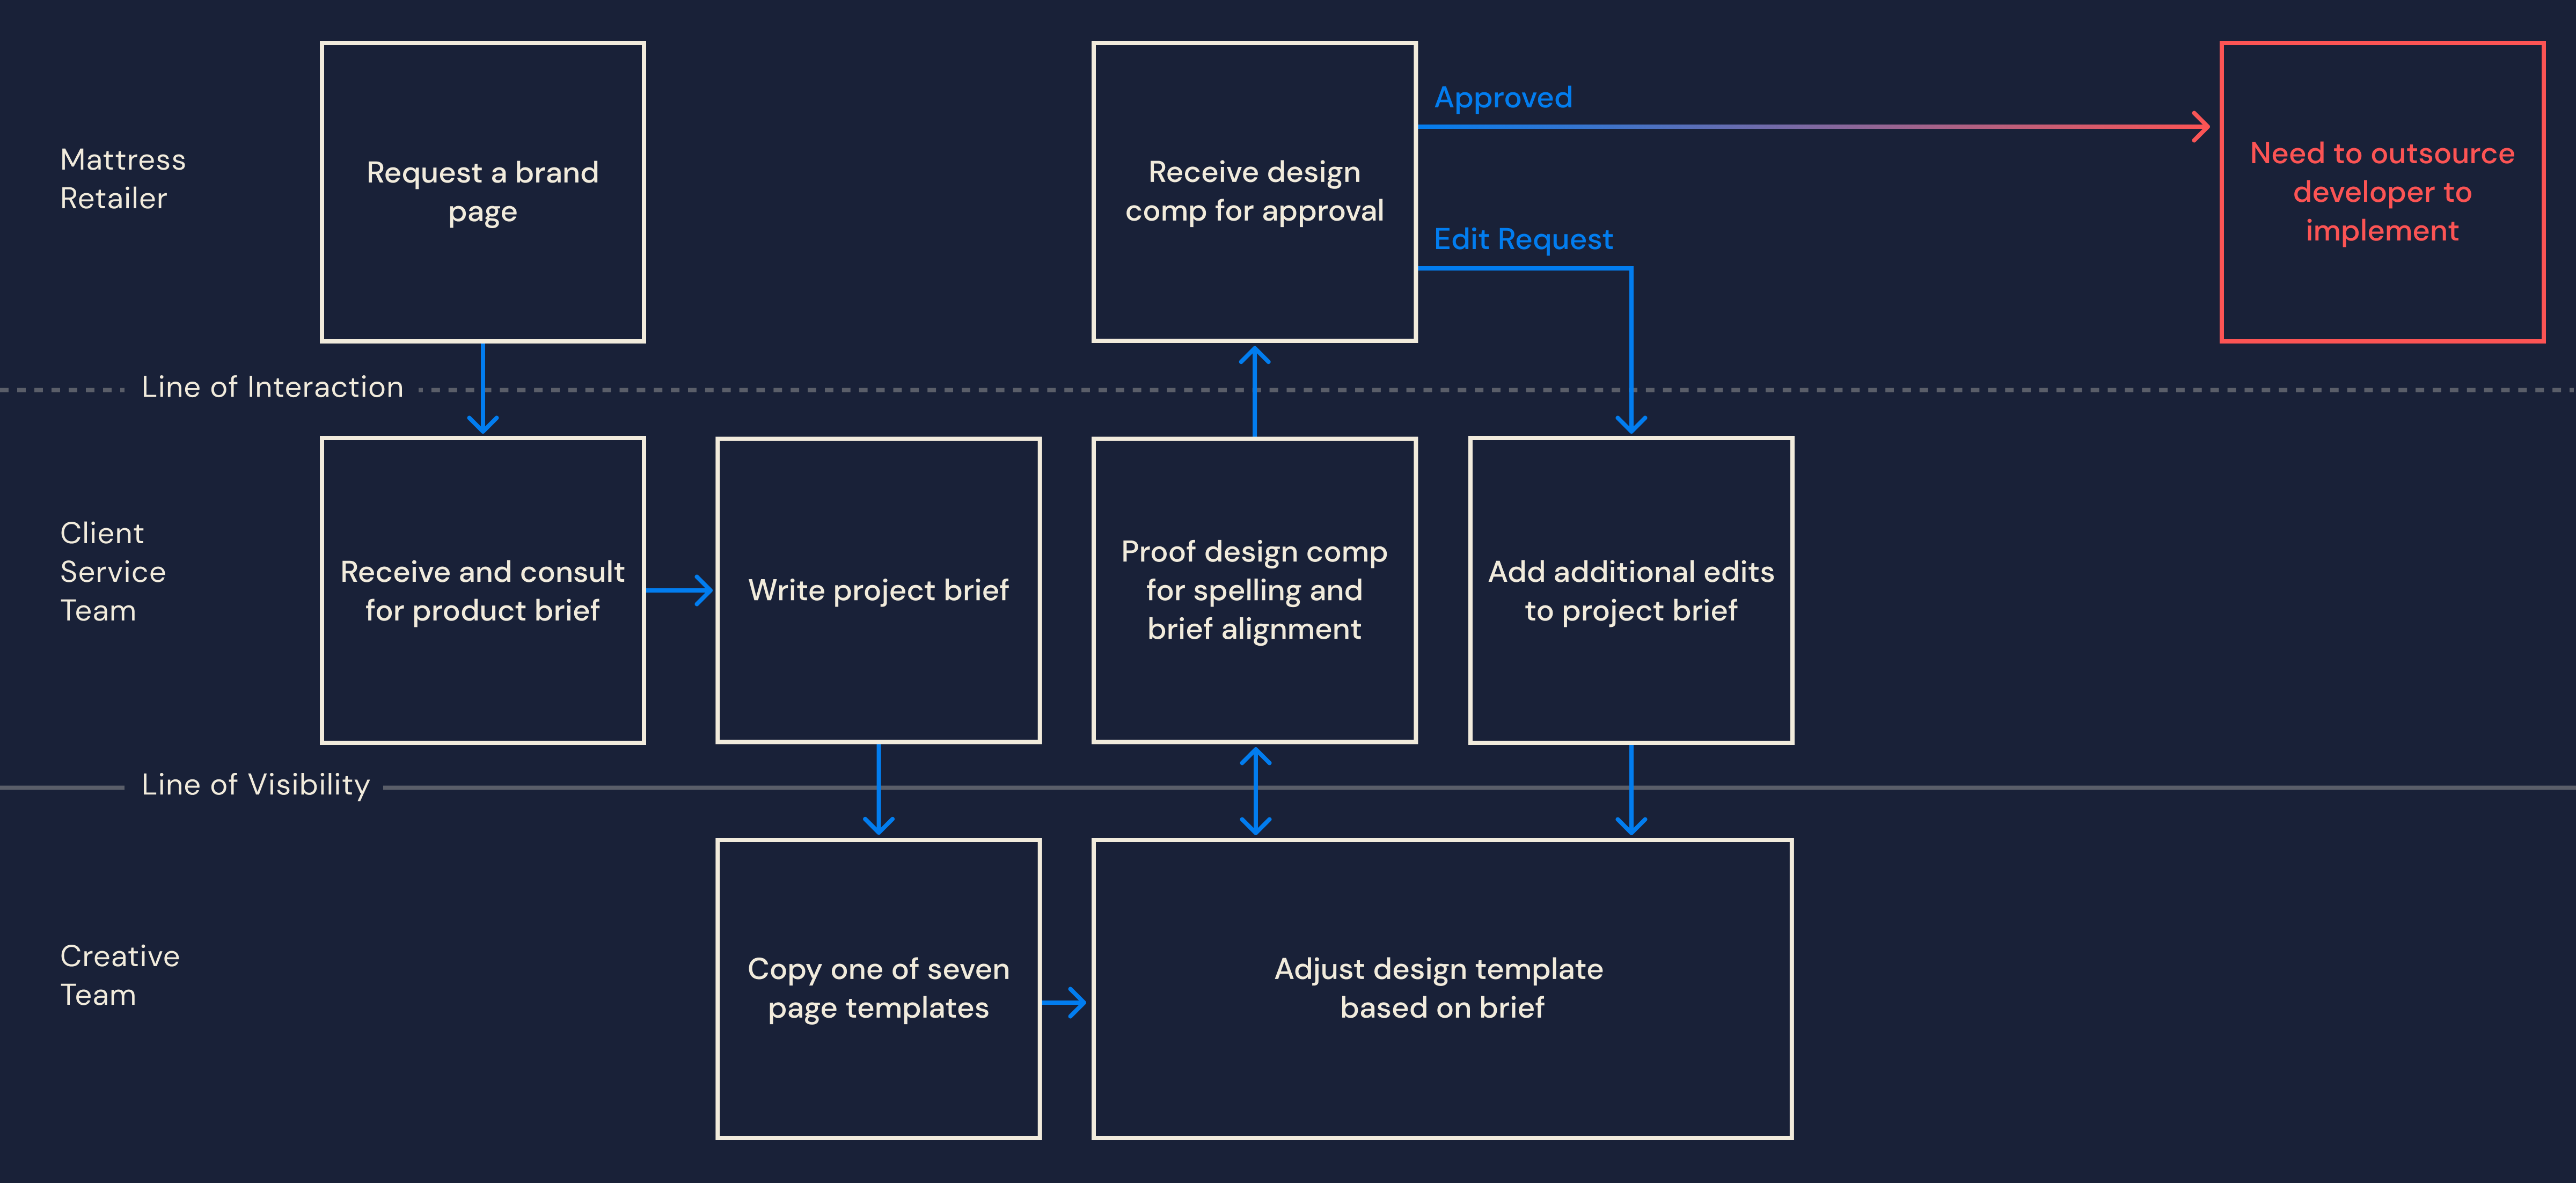 Mattress
Retailer
Request a brand
page
Receive design
comp for approval
Approved
Edit Request
Need to outsource
developer to
implement
Line of Interaction
Client
Service
Team
Receive and consult
for product brief
Write project brief
Proof design comp
for spelling and
brief alignment
Add additional edits
to project brief
Line of Visibility
Creative
Team
Copy one of seven
page templates
Adjust design template
based on brief